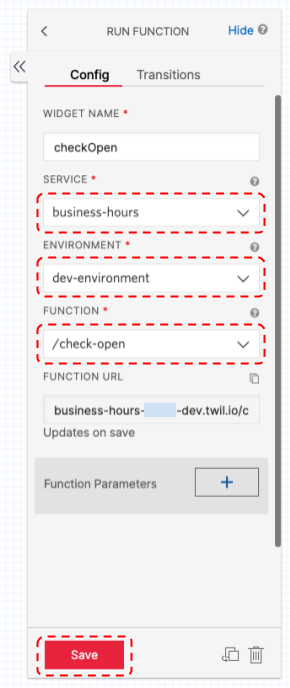 RUN FUNCTION
Hide
Config
Transitions
WIDGET NAME *
checkOpen
SERVICE *
business-hours
ENVIRONMENT *
dev-environment
FUNCTION *
/check-open
FUNCTION URL
business-hours- -dev.twil.io/c
Updates on save
Function Parameters
+
Save